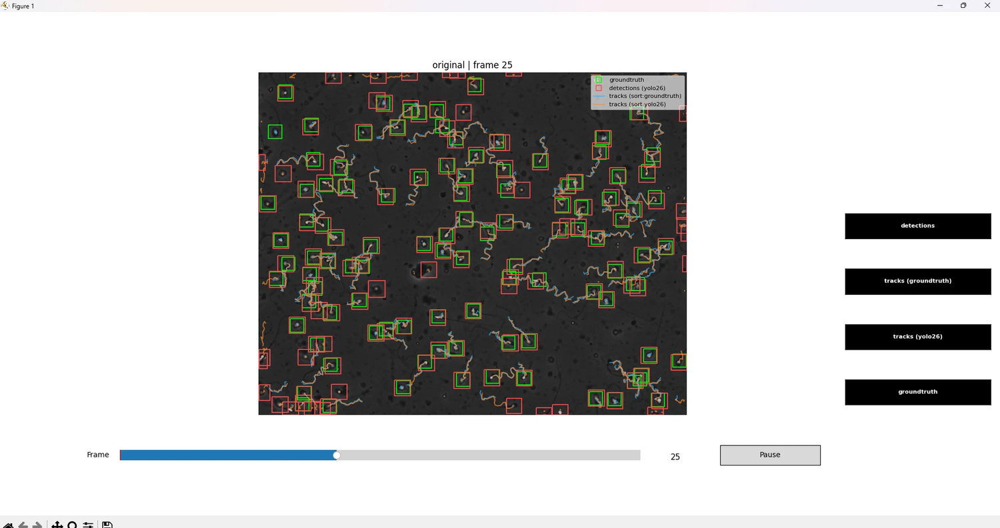 Figure 1
original | frame 25
groundtruth
detections (yolo26)
tracks (sort:groundtruth)
tracks (sort:yolo26)
detections
tracks (groundtruth)
tracks (yolo26)
groundtruth
Frame
25
Pause